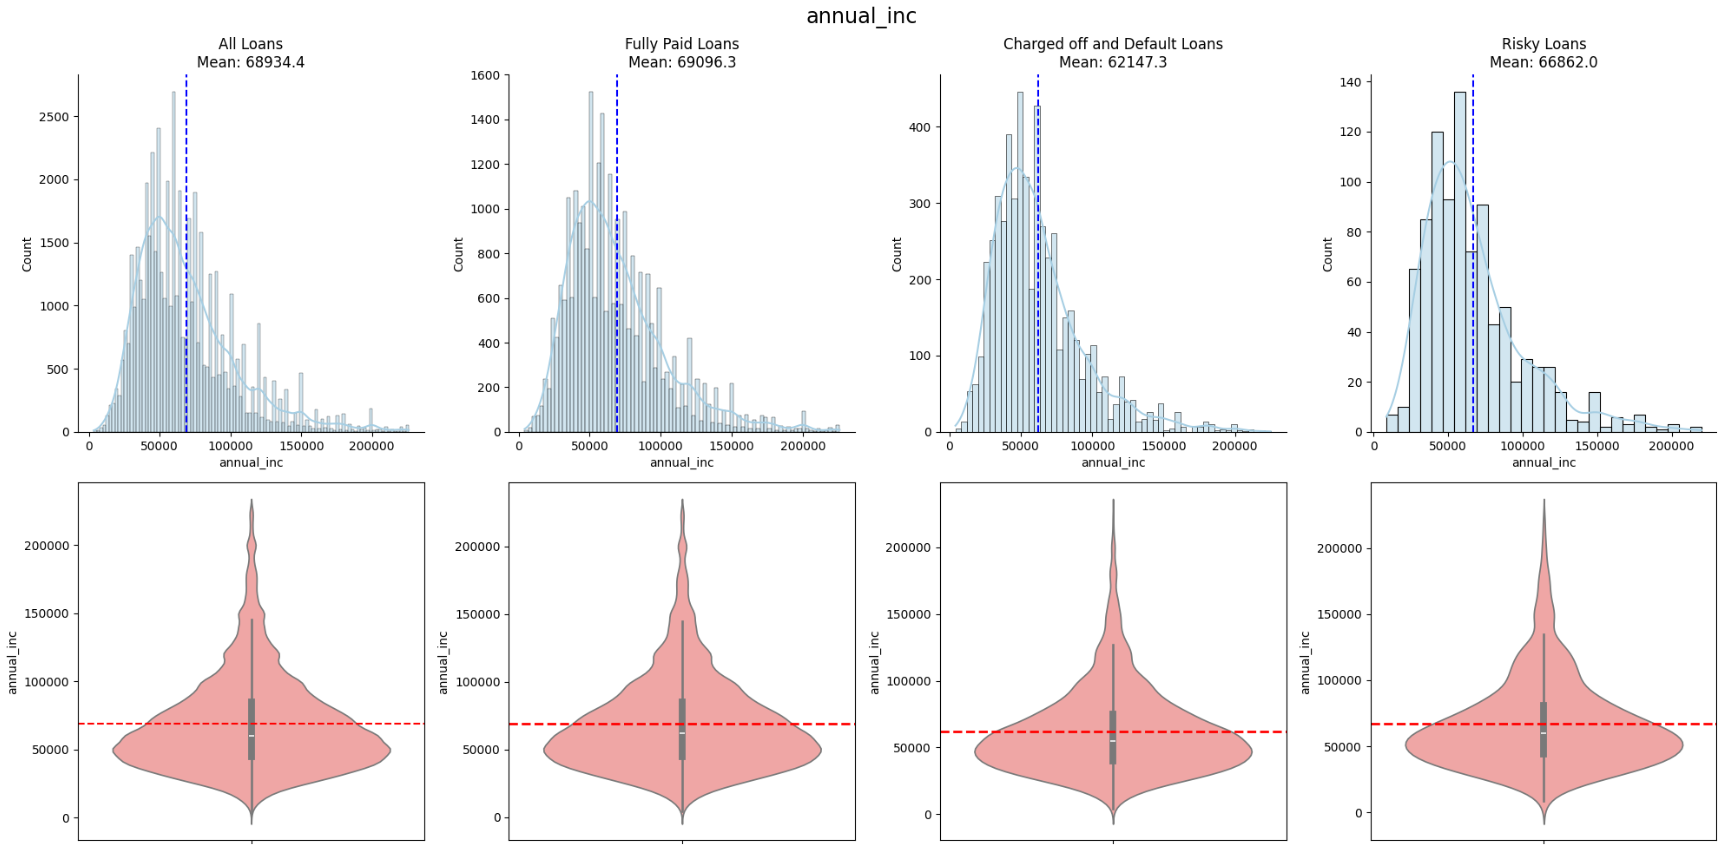 annual_inc
All Loans
Mean: 68934.4
Count
2500
2000
1500
1000
500
0
0 50000 100000 150000 200000
annual_inc
Fully Paid Loans
Mean: 69096.3
Count
1600
1400
1200
1000
800
600
400
200
0
0 50000 100000 150000 200000
annual_inc
Charged off and Default Loans
Mean: 62147.3
Count
400
300
200
100
0
0 50000 100000 150000 200000
annual_inc
Risky Loans
Mean: 66862.0
Count
140
120
100
80
60
40
20
0
0 50000 100000 150000 200000
annual_inc
annual_inc
200000
150000
100000
50000
0
annual_inc
200000
150000
100000
50000
0
annual_inc
200000
150000
100000
50000
0
annual_inc
200000
150000
100000
50000
0